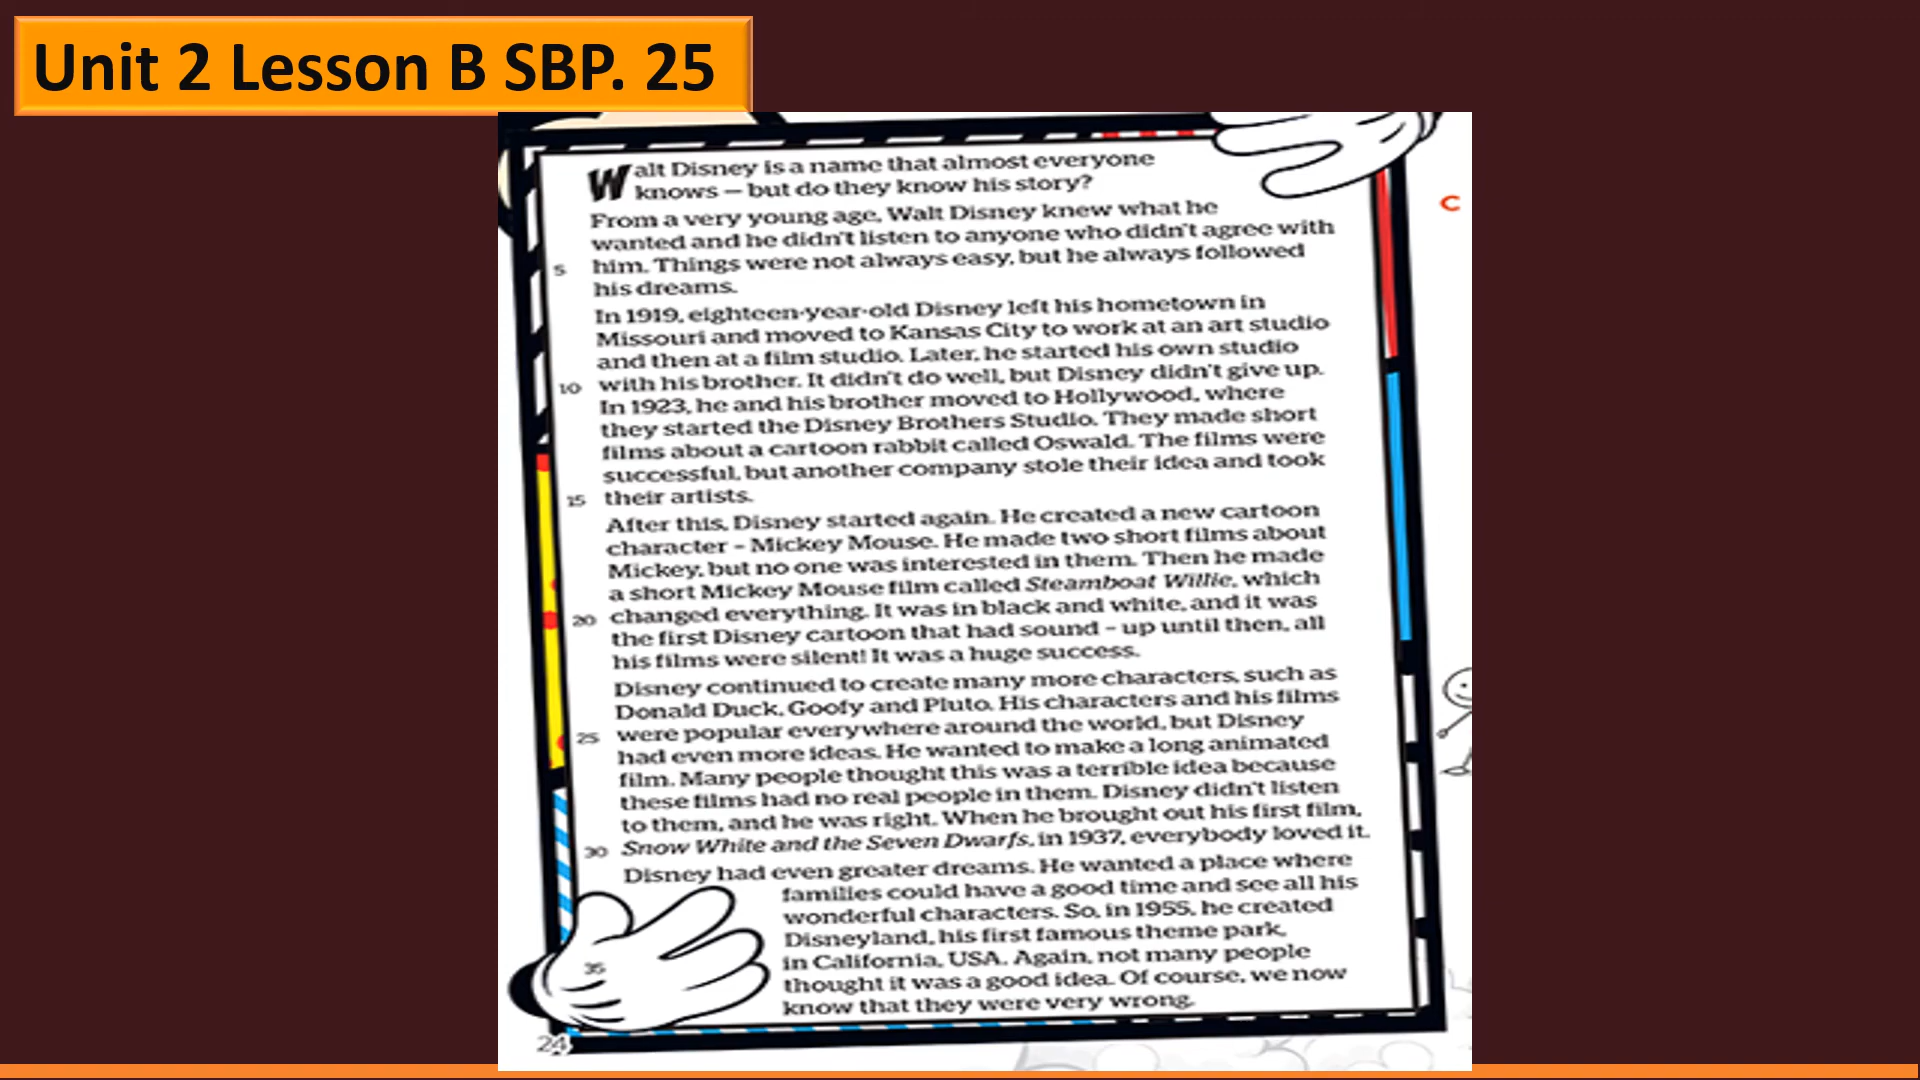 Unit 2 Lesson B SBP. 25
Walt Disney is a name that almost everyone
knows – but do they know his story?
C
From a very young age, Walt Disney knew what he
wanted and he didn't listen to anyone who didn't agree with
5 him. Things were not always easy, but he always followed
his dreams.
In 1919, eighteen-year-old Disney left his hometown in
Missouri and moved to Kansas City to work at an art studio
and then at a film studio. Later, he started his own studio
10 with his brother. It didn't do well, but Disney didn't give up.
In 1923, he and his brother moved to Hollywood, where
they started the Disney Brothers Studio. They made short
films about a cartoon rabbit called Oswald. The films were
successful, but another company stole their idea and took
15 their artists.
After this, Disney started again. He created a new cartoon
character – Mickey Mouse. He made two short films about
Mickey, but no one was interested in them. Then he made
a short Mickey Mouse film called Steamboat Willie, which
20 changed everything. It was in black and white, and it was
the first Disney cartoon that had sound – up until then, all
his films were silent! It was a huge success.
Disney continued to create many more characters, such as
Donald Duck, Goofy and Pluto. His characters and his films
25 were popular everywhere around the world, but Disney
had even more ideas. He wanted to make a long animated
film. Many people thought this was a terrible idea because
these films had no real people in them. Disney didn't listen
to them, and he was right. When he brought out his first film,
30 Snow White and the Seven Dwarfs, in 1937, everybody loved it.
Disney had even greater dreams. He wanted a place where
families could have a good time and see all his
wonderful characters. So, in 1955, he created
Disneyland, his first famous theme park,
35 in California, USA. Again, not many people
thought it was a good idea. Of course, we now
know that they were very wrong.
24